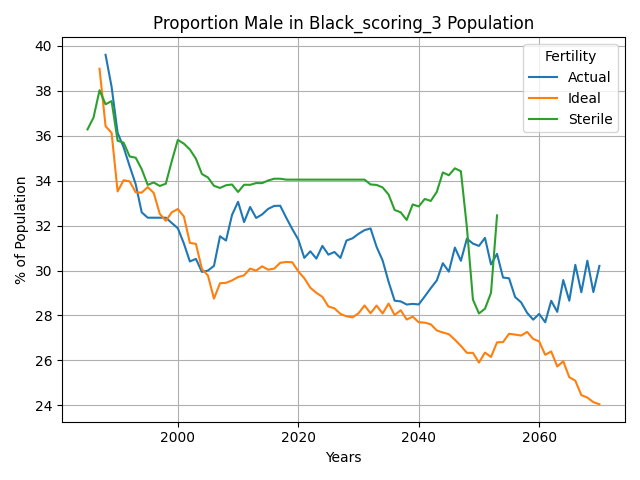 Proportion Male in Black_scoring_3 Population
Fertility
Actual
Ideal
Sterile
% of Population
40
38
36
34
32
30
28
26
24
2000
2020
2040
2060
Years